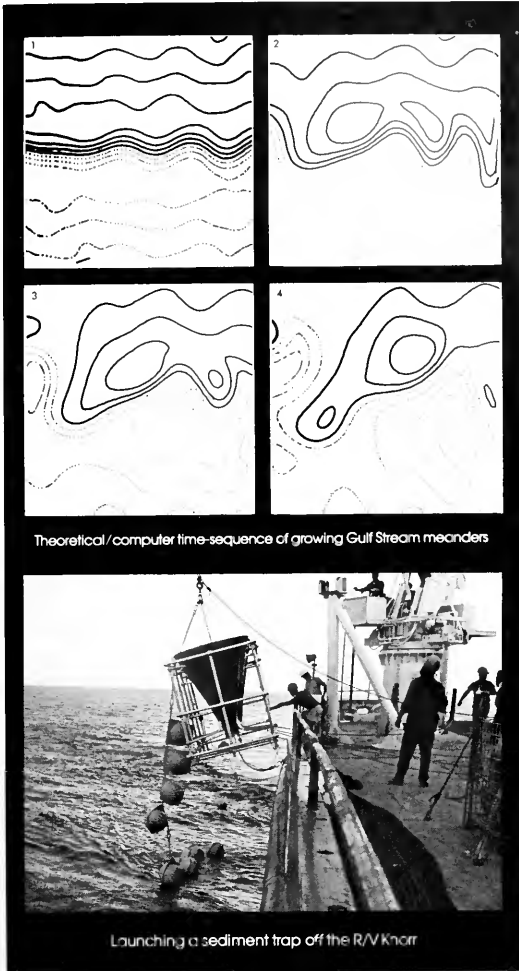 1
2
3
4
Theoretical/computer time-sequence of growing Gulf Stream meanders
Launching a sediment trap off the R/V Knorr